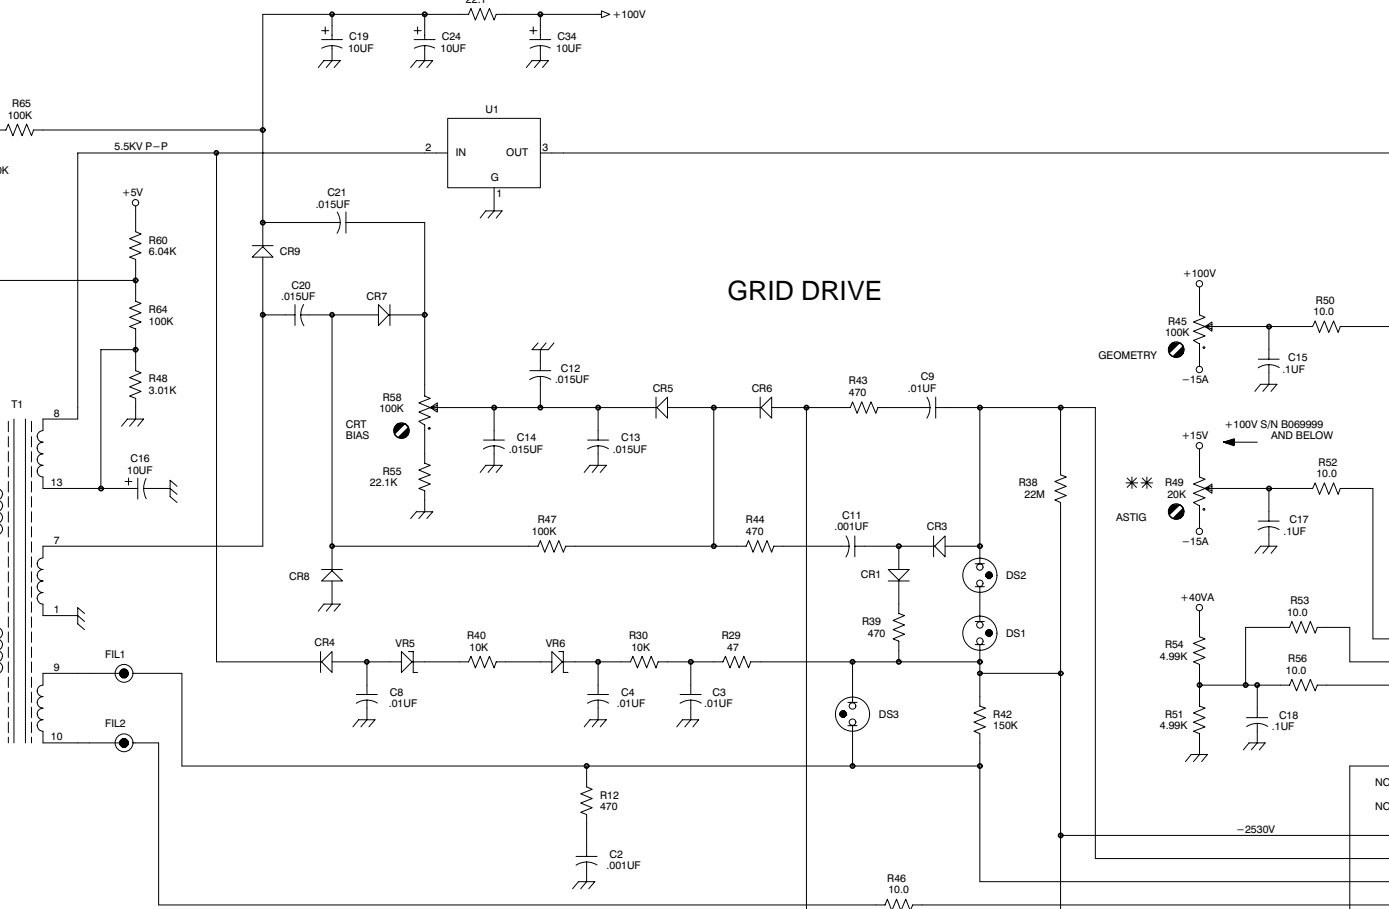 +100V
+
C19
10UF
+
C24
10UF
+
C34
10UF
R65
100K
5.5KV P-P
2
U1
IN
OUT
G
3
1
+5V
C21
.015UF
R60
6.04K
CR9
C20
.015UF
CR7
R64
100K
GRID DRIVE
+100V
R45
100K
R50
10.0
GEOMETRY
-15A
C15
.1UF
R48
3.01K
C12
.015UF
R58
100K
CRT
BIAS
CR5
CR6
R43
470
C9
.01UF
T1
8
C14
.015UF
C13
.015UF
+100V S/N B069999
AND BELOW
+15V
C16
10UF
+
13
R55
22.1K
R38
22M
**
R49
20K
R52
10.0
ASTIG
-15A
C17
.1UF
7
R47
100K
R44
470
C11
.001UF
CR3
CR8
CR1
DS2
1
R39
470
DS1
+40VA
R53
10.0
R54
4.99K
R56
10.0
FIL1
9
CR4
VR5
R40
10K
VR6
R30
10K
R29
47
C8
.01UF
C4
.01UF
C3
.01UF
DS3
R42
150K
R51
4.99K
C18
.1UF
FIL2
10
R12
470
C2
.001UF
NC
NC
-2530V
R46
10.0